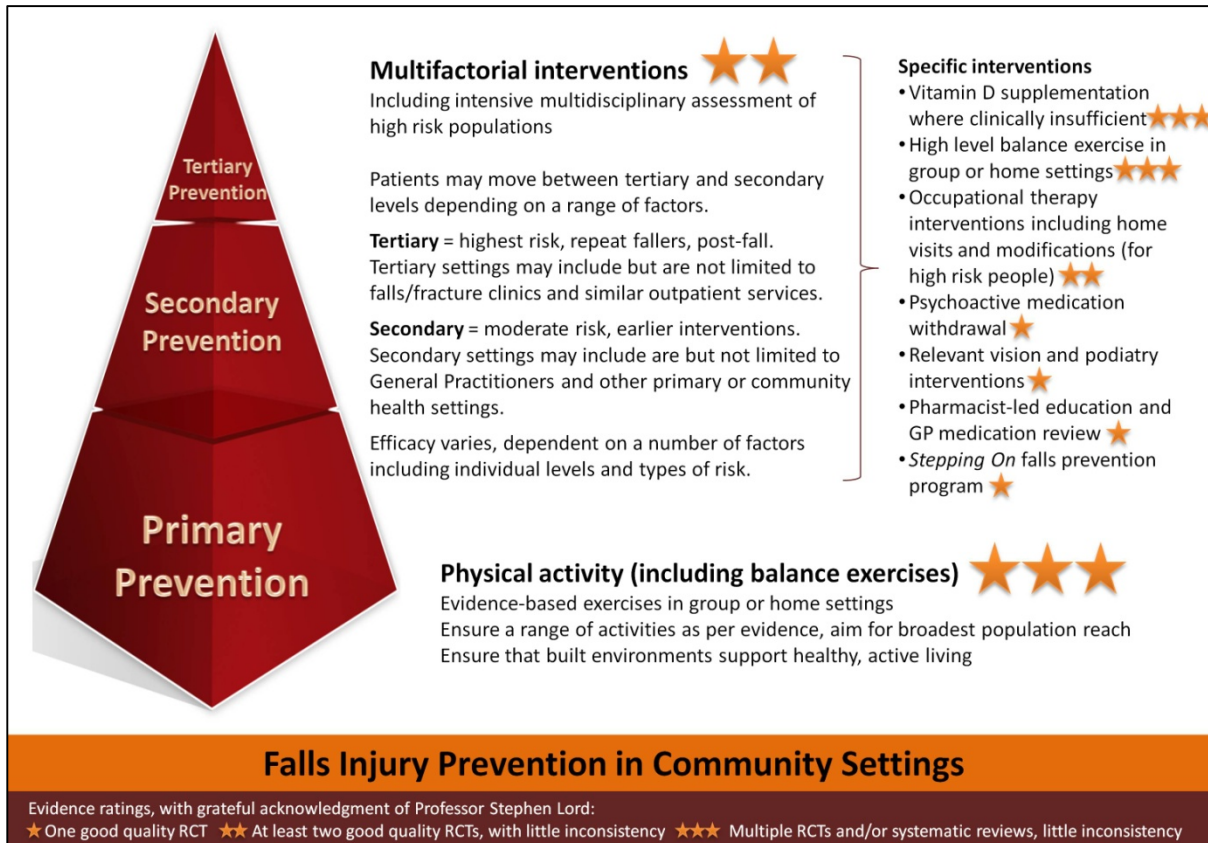 Tertiary
Prevention
Secondary
Prevention
Primary
Prevention
Multifactorial interventions
Including intensive multidisciplinary assessment of
high risk populations
Patients may move between tertiary and secondary
levels depending on a range of factors.
Tertiary = highest risk, repeat fallers, post-fall.
Tertiary settings may include but are not limited to
falls/fracture clinics and similar outpatient services.
Secondary = moderate risk, earlier interventions.
Secondary settings may include are but not limited to
General Practitioners and other primary or community
health settings.
Efficacy varies, dependent on a number of factors
including individual levels and types of risk.
Specific interventions
• Vitamin D supplementation
where clinically insufficient
• High level balance exercise in
group or home settings
• Occupational therapy
interventions including home
visits and modifications (for
high risk people)
• Psychoactive medication
withdrawal
• Relevant vision and podiatry
interventions
• Pharmacist-led education and
GP medication review
• Stepping On falls prevention
program
Physical activity (including balance exercises)
Evidence-based exercises in group or home settings
Ensure a range of activities as per evidence, aim for broadest population reach
Ensure that built environments support healthy, active living
Falls Injury Prevention in Community Settings
Evidence ratings, with grateful acknowledgment of Professor Stephen Lord:
One good quality RCT At least two good quality RCTs, with little inconsistency Multiple RCTs and/or systematic reviews, little inconsistency